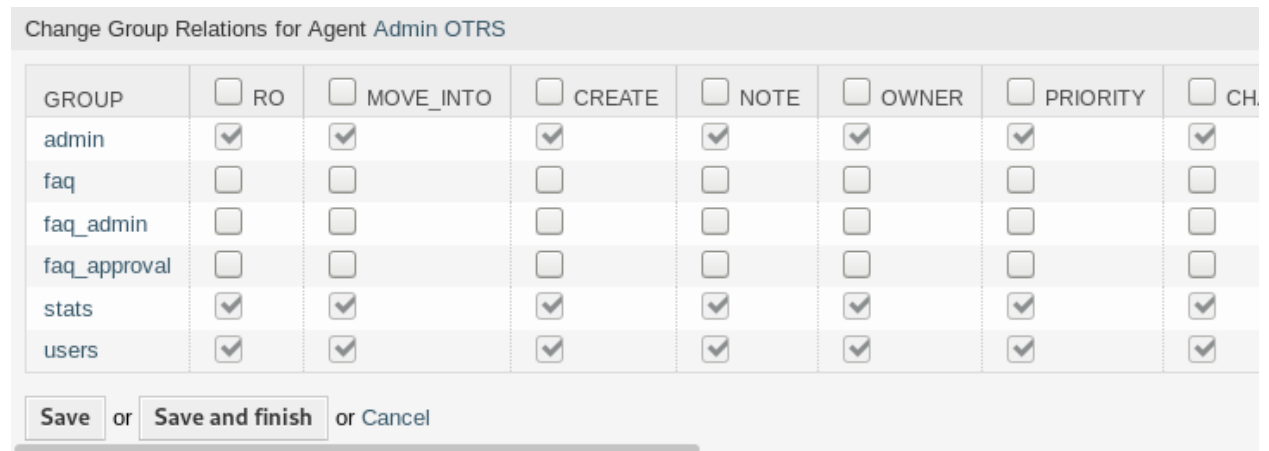 Change Group Relations for Agent Admin OTRS
GROUP RO MOVE_INTO CREATE NOTE OWNER PRIORITY
admin
faq
faq_admin
faq_approval
stats
users
Save or Save and finish or Cancel